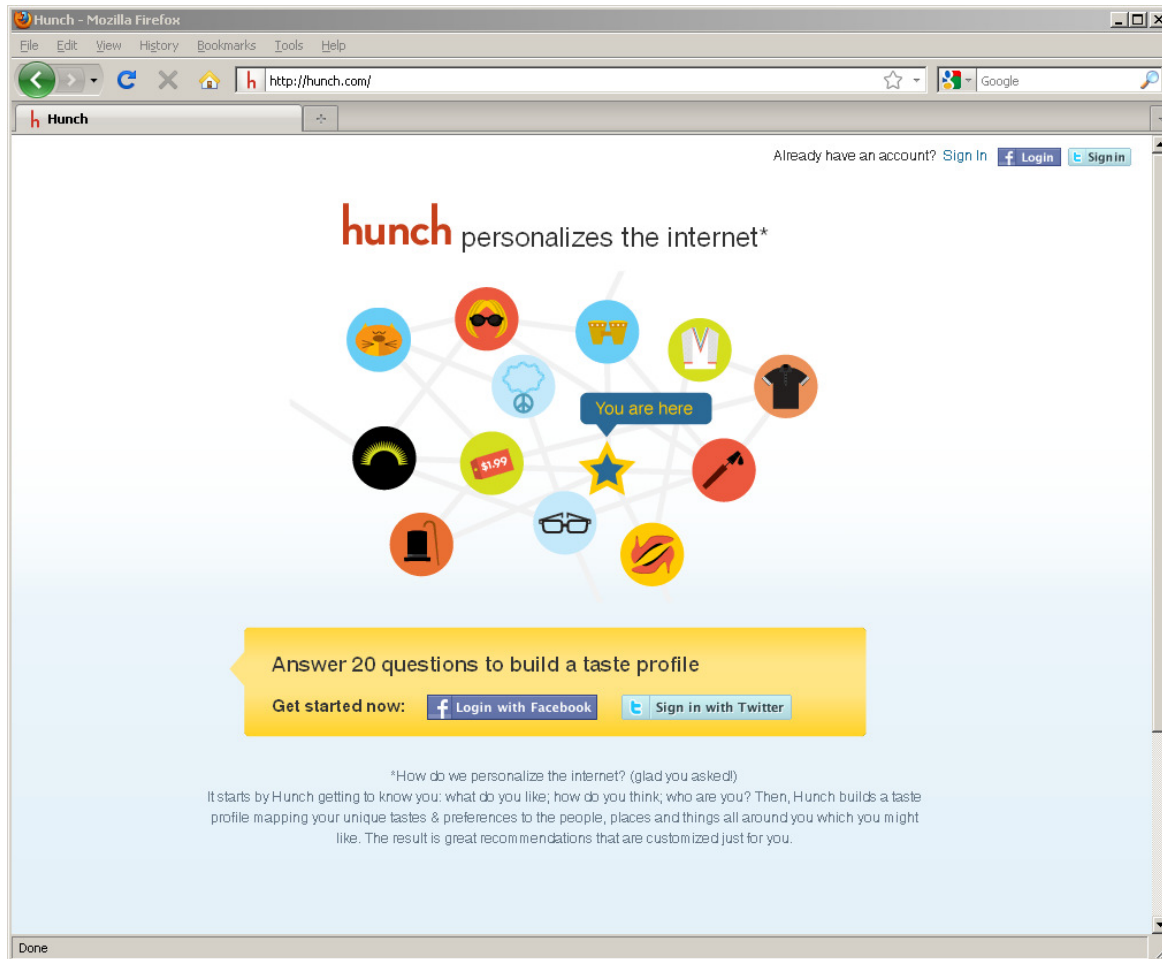 Hunch - Mozilla Firefox
File Edit View History Bookmarks Tools Help
h http://hunch.com/ Google
h Hunch
Already have an account? Sign In f Login t Sign in
hunch personalizes the internet*
You are here
$1.99
Answer 20 questions to build a taste profile
Get started now: f Login with Facebook t Sign in with Twitter
*How do we personalize the internet? (glad you asked!)
It starts by Hunch getting to know you: what do you like; how do you think; who are you? Then, Hunch builds a taste
profile mapping your unique tastes & preferences to the people, places and things all around you which you might
like. The result is great recommendations that are customized just for you.
Done